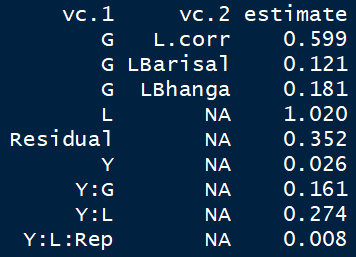 vc.1 vc.2 estimate
G L.corr 0.599
G LBarisal 0.121
G LBhanga 0.181
L NA 1.020
Residual NA 0.352
Y NA 0.026
Y:G NA 0.161
Y:L NA 0.274
Y:L:Rep NA 0.008